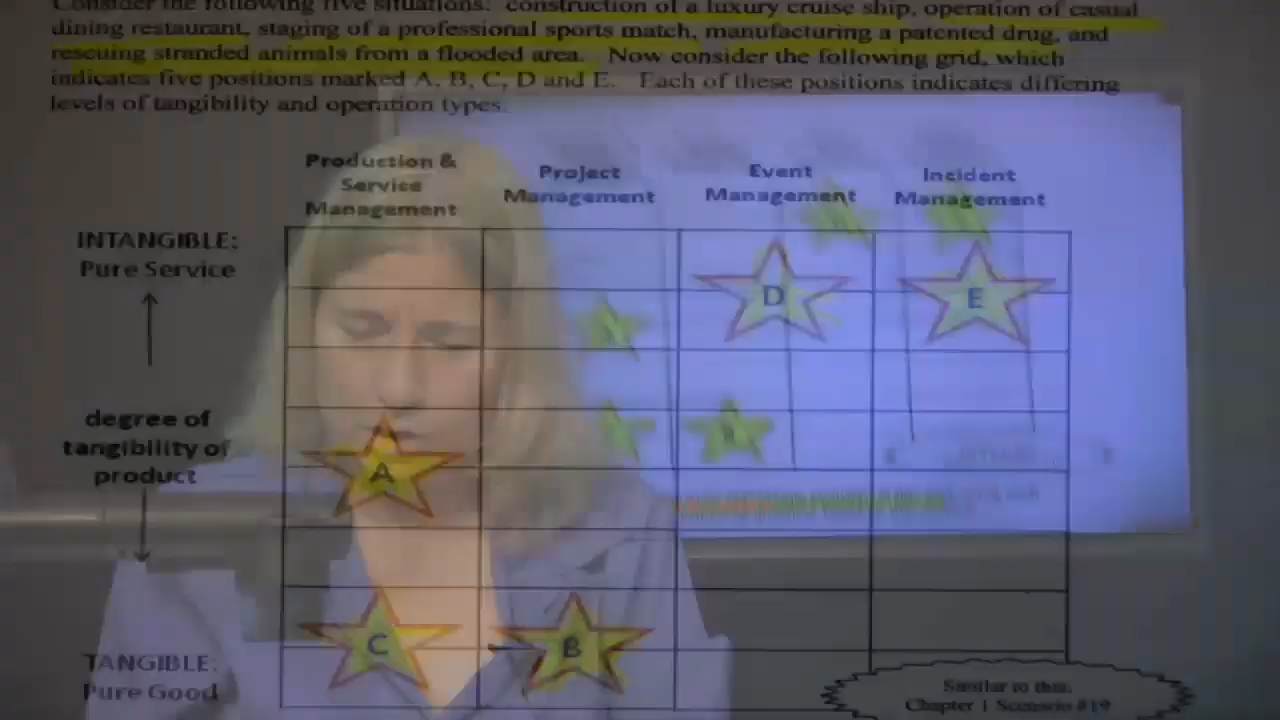 Consider the following five situations: construction of a luxury cruise ship, operation of casual
dining restaurant, staging of a professional sports match, manufacturing a patented drug, and
rescuing stranded animals from a flooded area. Now consider the following grid, which
indicates five positions marked A, B, C, D and E. Each of these positions indicates differing
levels of tangibility and operation types.
Production &
Service
Management
Project
Management
Event
Management
Incident
Management
INTANGIBLE:
Pure Service
D
E
degree of
tangibility of
product
A
C
B
TANGIBLE:
Pure Good
Similar to this.
Chapter 1 Scenario #19